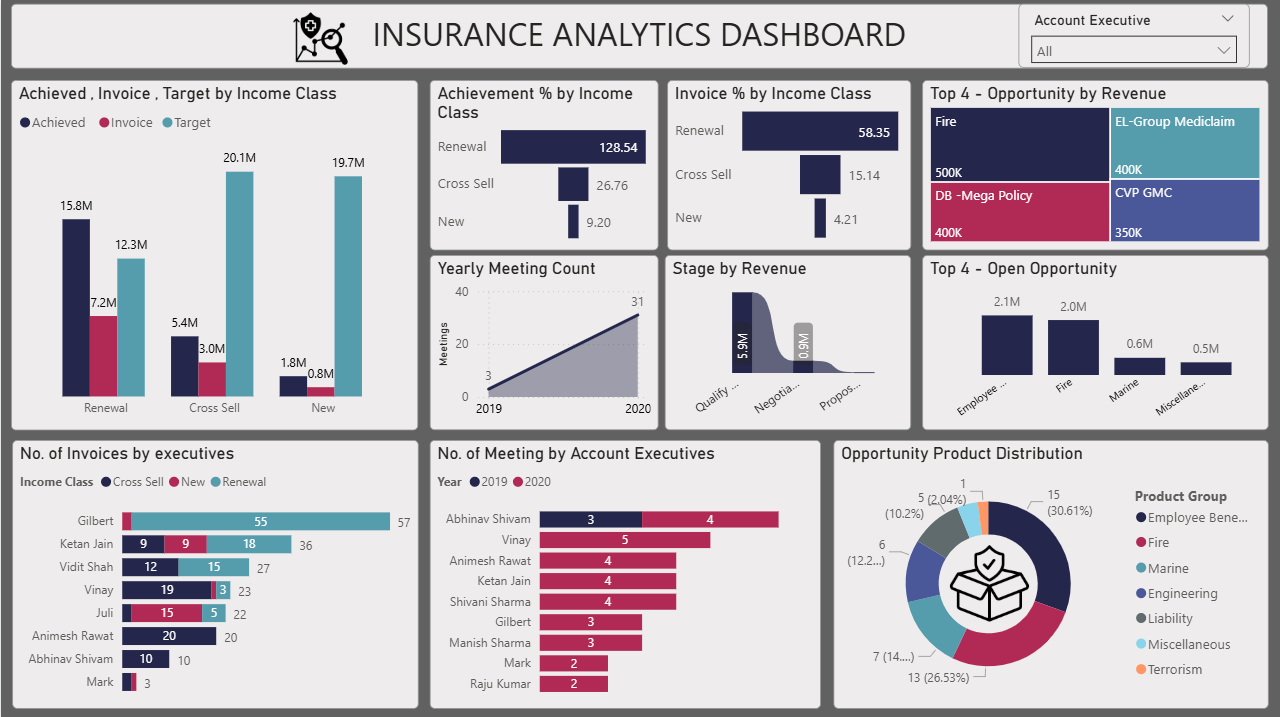 INSURANCE ANALYTICS DASHBOARD
Account Executive
All
Achieved , Invoice , Target by Income Class
Achieved Invoice Target
20.1M
19.7M
15.8M
12.3M
7.2M
5.4M
3.0M
1.8M
0.8M
Renewal Cross Sell New
Achievement % by Income
Class
Renewal 128.54
Cross Sell 26.76
New 9.20
Invoice % by Income Class
Renewal 58.35
Cross Sell 15.14
New 4.21
Top 4 - Opportunity by Revenue
Fire
500K
EL-Group Mediclaim
400K
DB -Mega Policy
400K
CVP GMC
350K
Yearly Meeting Count
Meetings
40
20
0
3
31
2019 2020
Stage by Revenue
5.9M
0.9M
Qualify ... Negotia... Propos...
Top 4 - Open Opportunity
2.1M
2.0M
0.6M
0.5M
Employee ... Fire Marine Miscellane...
No. of Invoices by executives
Income Class Cross Sell New Renewal
Gilbert 55 57
Ketan Jain 9 9 18 36
Vidit Shah 12 15 27
Vinay 19 3 23
Juli 15 5 22
Animesh Rawat 20 20
Abhinav Shivam 10 10
Mark 3
No. of Meeting by Account Executives
Year 2019 2020
Abhinav Shivam 3 4
Vinay 5
Animesh Rawat 4
Ketan Jain 4
Shivani Sharma 4
Gilbert 3
Manish Sharma 3
Mark 2
Raju Kumar 2
Opportunity Product Distribution
15
(30.61%)
13 (26.53%)
7 (14....)
6
(12.2...)
5
(10.2%)
(2.04%)
1
Product Group
Employee Bene...
Fire
Marine
Engineering
Liability
Miscellaneous
Terrorism